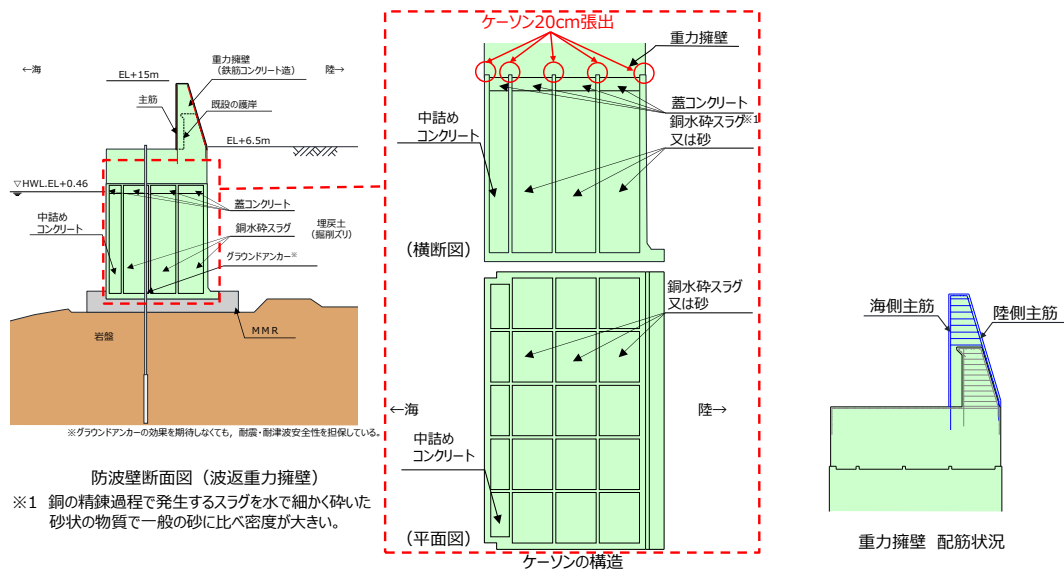 ←海
陸→
EL+15m
重力擁壁
(鉄筋コンクリート造)
主筋
既設の護岸
EL+6.5m
▽HWL.EL+0.46
蓋コンクリート
中詰め
コンクリート
銅水砕スラグ
埋戻土
(掘削ズリ)
グラウンドアンカー※
岩盤
MMR
※グラウンドアンカーの効果を期待しなくても，耐震・耐津波安全性を担保している。
防波壁断面図（波返重力擁壁）
※1 銅の精錬過程で発生するスラグを水で細かく砕いた
砂状の物質で一般の砂に比べ密度が大きい。
ケーソン20cm張出
重力擁壁
蓋コンクリート
中詰め
コンクリート
銅水砕スラグ※1
又は砂
（横断図）
銅水砕スラグ
又は砂
←海
陸→
中詰め
コンクリート
（平面図）
ケーソンの構造
海側主筋
陸側主筋
重力擁壁 配筋状況